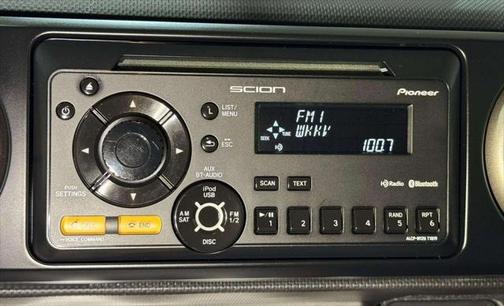 SCION
Pioneer
LIST/
MENU
FM1
SEEK TUNE
WKKV
100.7
ESC
AUX
BT-AUDIO
PUSH
SETTINGS
iPod
USB
SCAN
TEXT
HD Radio
Bluetooth
AM
SAT
FM
1/2
DISC
END
VOICE COMMAND
1
2
3
4
RAND
5
RPT
6